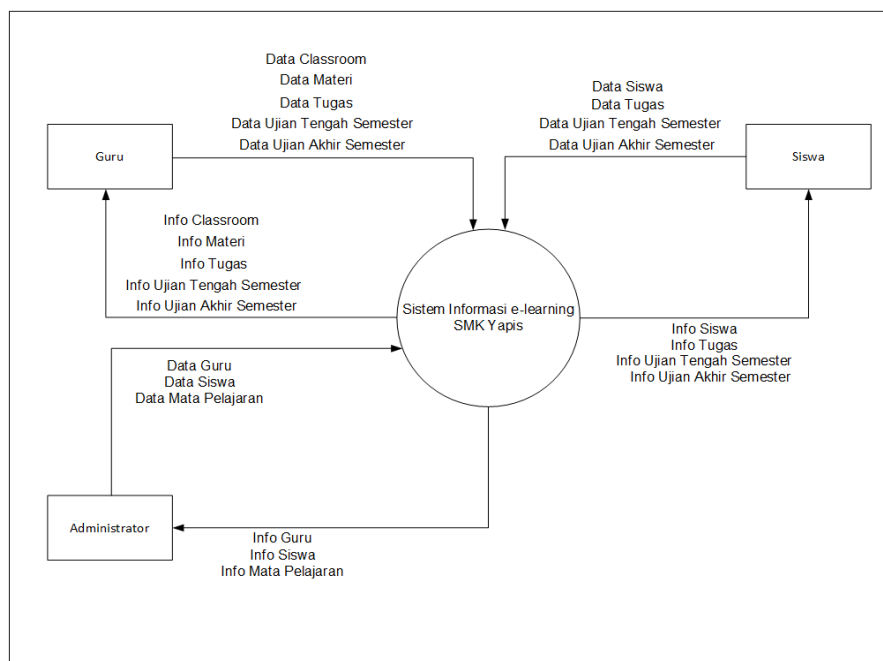 Data Classroom
Data Materi
Data Tugas
Data Ujian Tengah Semester
Data Ujian Akhir Semester
Data Siswa
Data Tugas
Data Ujian Tengah Semester
Data Ujian Akhir Semester
Guru
Siswa
Info Classroom
Info Materi
Info Tugas
Info Ujian Tengah Semester
Info Ujian Akhir Semester
Sistem Informasi e-learning
SMK Yapis
Info Siswa
Info Tugas
Info Ujian Tengah Semester
Info Ujian Akhir Semester
Data Guru
Data Siswa
Data Mata Pelajaran
Administrator
Info Guru
Info Siswa
Info Mata Pelajaran